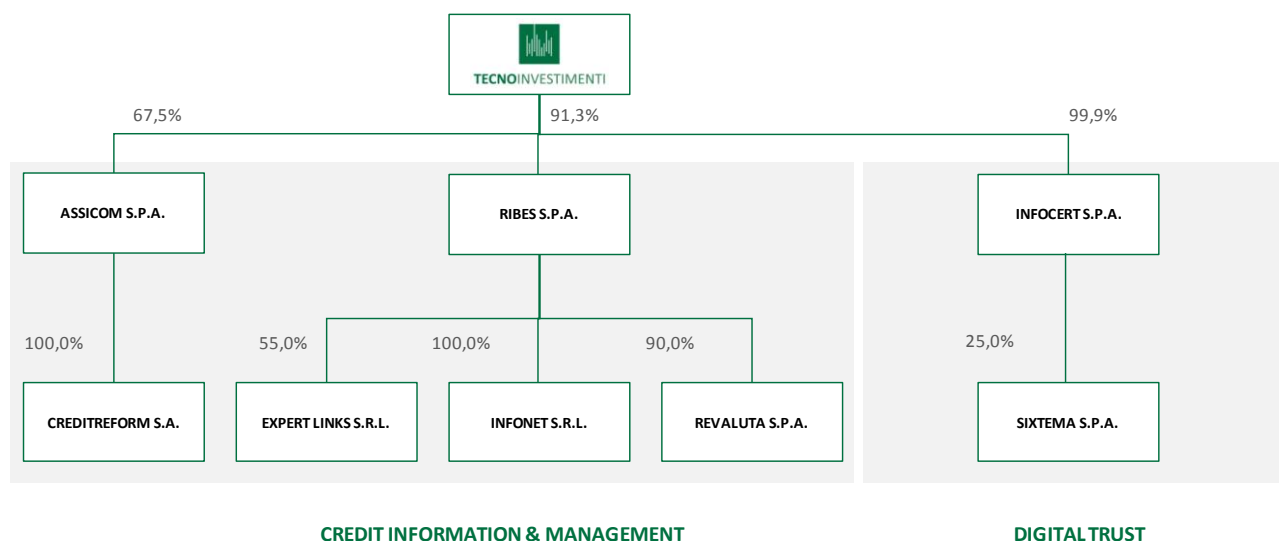 TECNOINVESTIMENTI
67,5%
91,3%
99,9%
ASSICOM S.P.A.
RIBES S.P.A.
INFOCERT S.P.A.
100,0%
55,0%
100,0%
90,0%
25,0%
CREDITREFORM S.A.
EXPERT LINKS S.R.L.
INFONET S.R.L.
REVALUTA S.P.A.
SIXTEMA S.P.A.
CREDIT INFORMATION & MANAGEMENT
DIGITAL TRUST